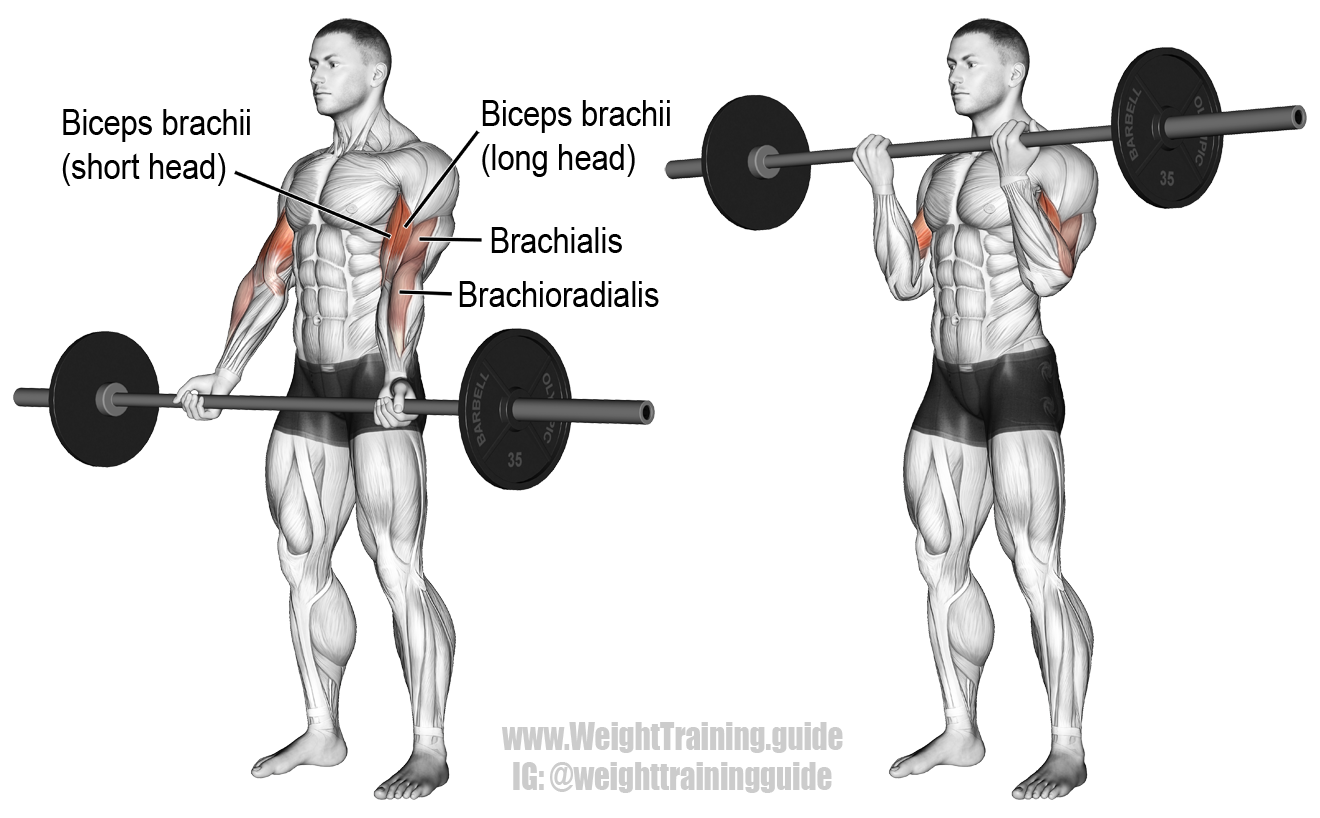 Biceps brachii
(short head)
Biceps brachii
(long head)
Brachialis
Brachioradialis
BARBELL
OLYMPIC
35
BARBELL
OLYMPIC
35
www.WeightTraining.guide
IG: @weighttrainingguide